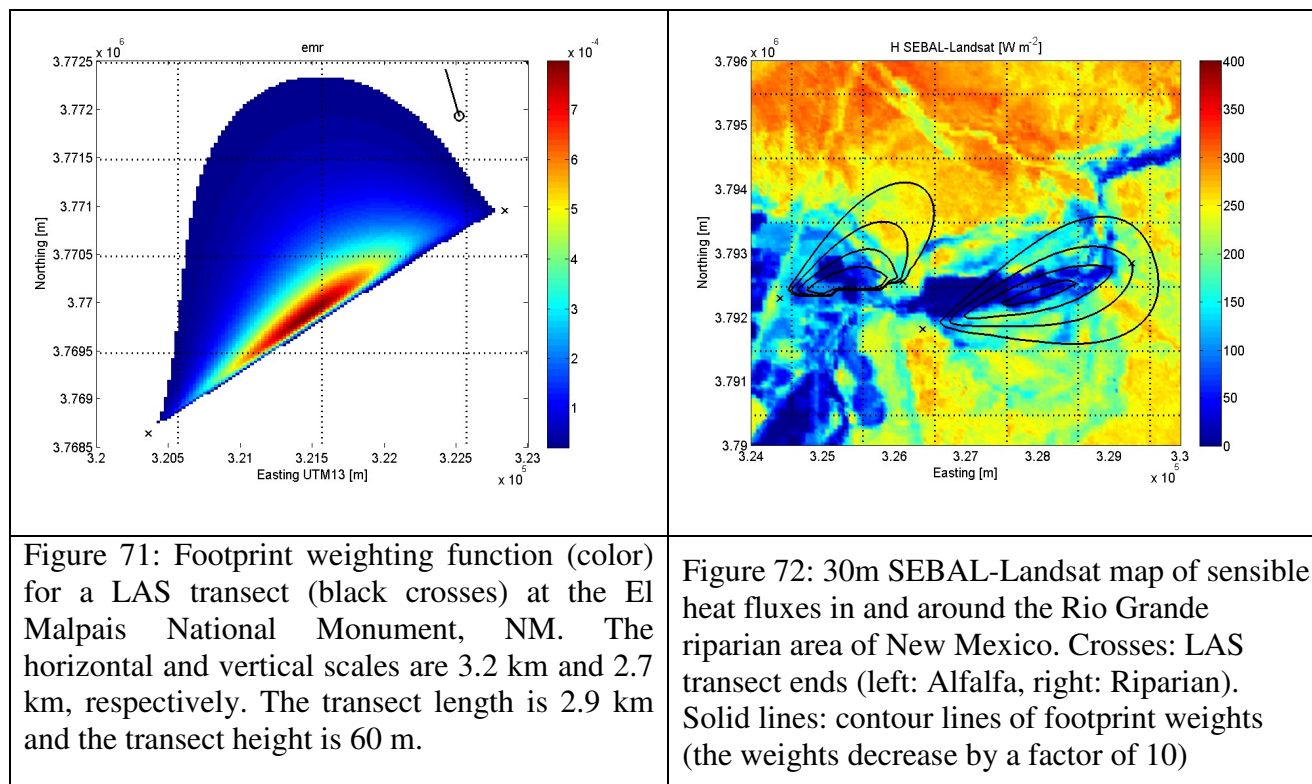 emr
x 10^6
x 10^-4
3.7725
3.772
3.7715
3.771
3.7705
3.77
3.7695
3.769
3.7685
Northing [m]
3.2
3.205
3.21
3.215
3.22
3.225
3.23
Easting UTM13 [m]
x 10^5
7
6
5
4
3
2
1
H SEBAL-Landsat [W m^-2]
x 10^6
3.796
3.795
3.794
3.793
3.792
3.791
3.79
Northing [m]
3.24
3.25
3.26
3.27
3.28
3.29
3.3
Easting [m]
x 10^5
400
350
300
250
200
150
100
50
0
Figure 71: Footprint weighting function (color)
for a LAS transect (black crosses) at the El
Malpais National Monument, NM. The
horizontal and vertical scales are 3.2 km and 2.7
km, respectively. The transect length is 2.9 km
and the transect height is 60 m.
Figure 72: 30m SEBAL-Landsat map of sensible
heat fluxes in and around the Rio Grande
riparian area of New Mexico. Crosses: LAS
transect ends (left: Alfalfa, right: Riparian).
Solid lines: contour lines of footprint weights
(the weights decrease by a factor of 10)